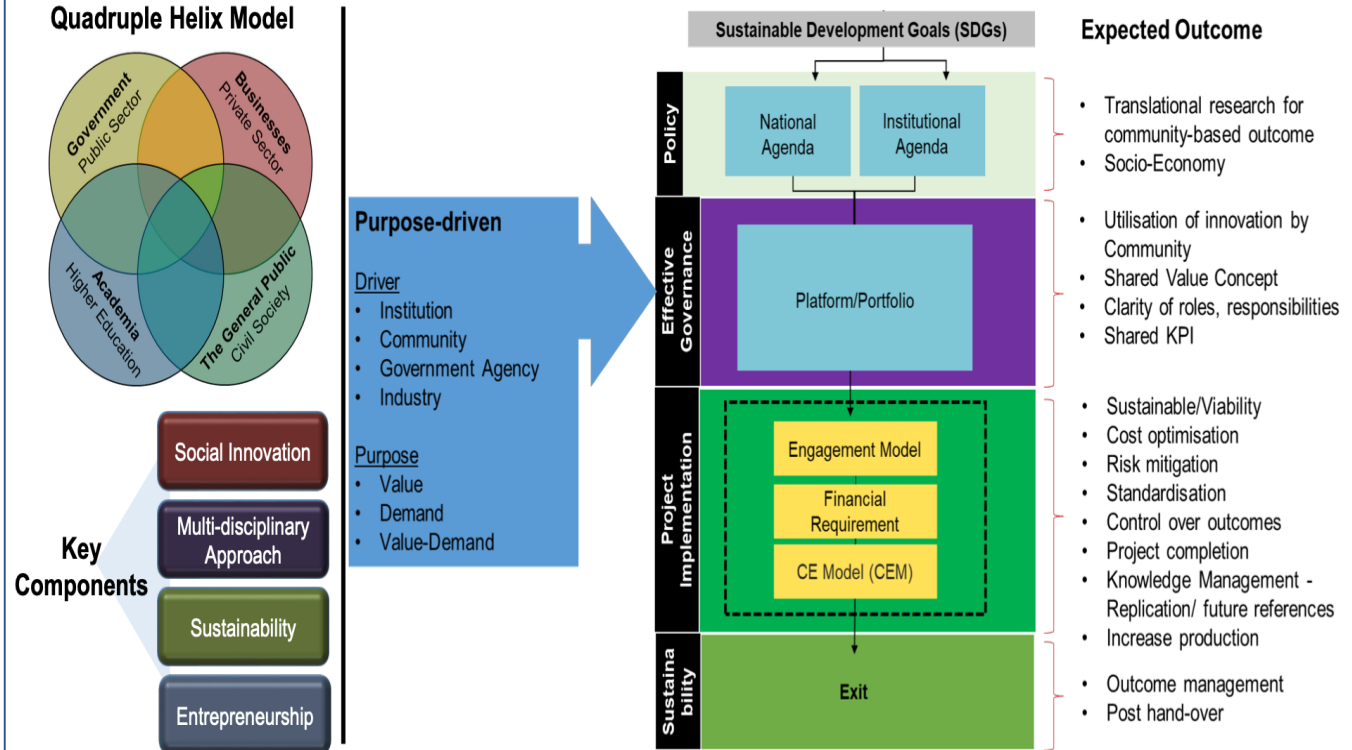 Quadruple Helix Model
Government
Public Sector
Businesses
Private Sector
Academia
Higher Education
The General Public
Civil Society
Key
Components
Social Innovation
Multi-disciplinary
Approach
Sustainability
Entrepreneurship
Purpose-driven
Driver
• Institution
• Community
• Government Agency
• Industry
Purpose
• Value
• Demand
• Value-Demand
Sustainable Development Goals (SDGs)
Policy
National
Agenda
Institutional
Agenda
Effective
Governance
Platform/Portfolio
Project
Implementation
Engagement Model
Financial
Requirement
CE Model (CEM)
Sustaina
bility
Exit
Expected Outcome
• Translational research for
community-based outcome
• Socio-Economy
• Utilisation of innovation by
Community
• Shared Value Concept
• Clarity of roles, responsibilities
• Shared KPI
• Sustainable/Viability
• Cost optimisation
• Risk mitigation
• Standardisation
• Control over outcomes
• Project completion
• Knowledge Management -
Replication/ future references
• Increase production
• Outcome management
• Post hand-over